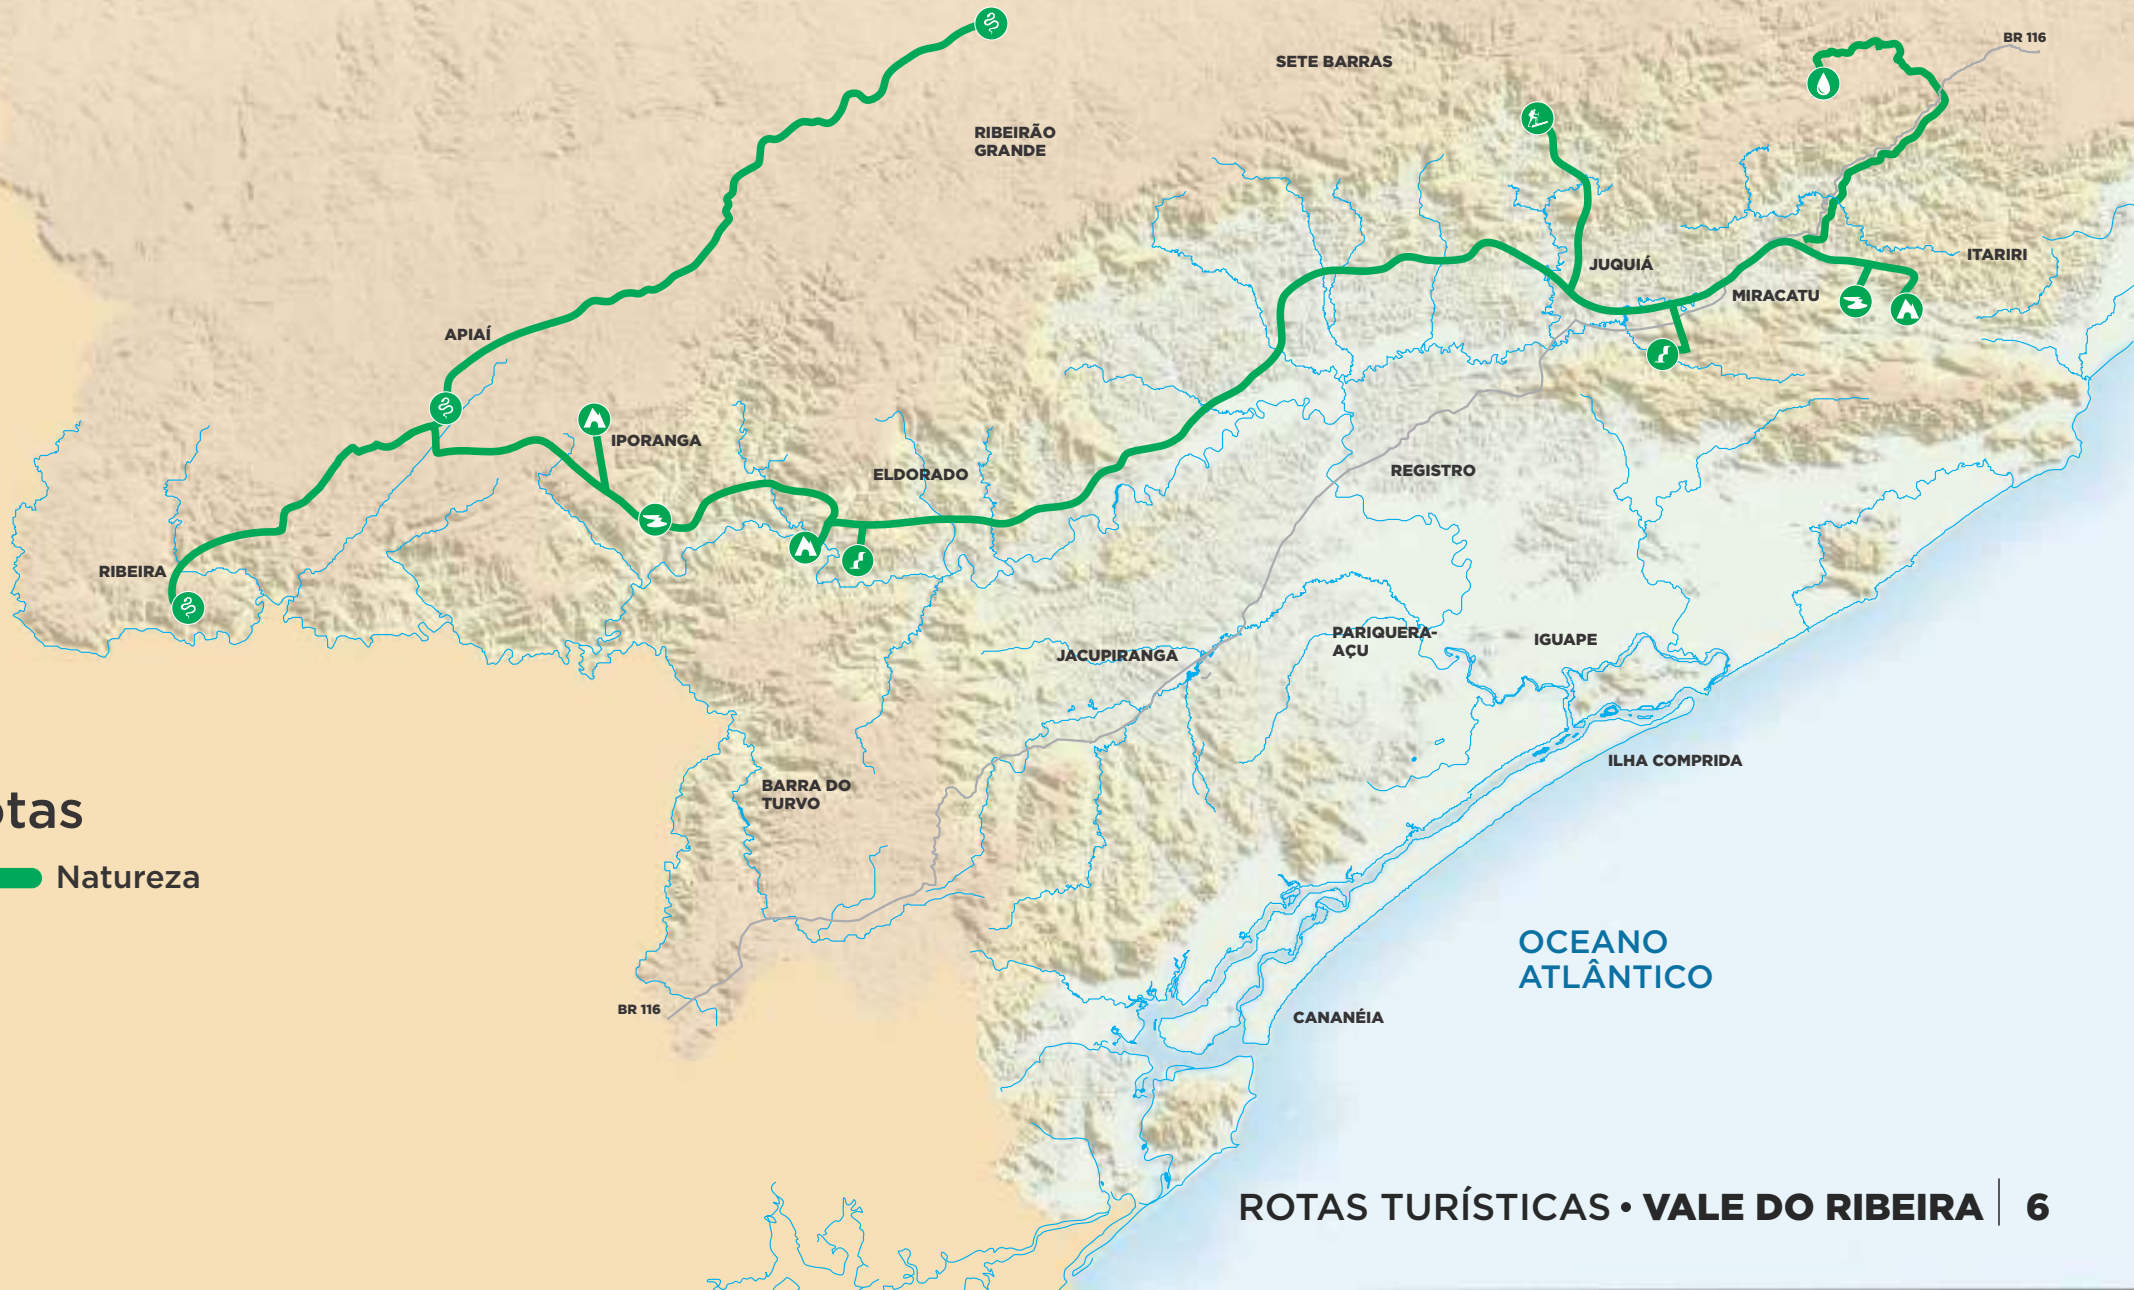 BR 116
SETE BARRAS
RIBEIRÃO
GRANDE
JUQUIÁ
ITARIRI
MIRACATU
APIAÍ
IPORANGA
ELDORADO
REGISTRO
RIBEIRA
PARIQUERA-
AÇU
IGUAPE
JACUPIRANGA
ILHA COMPRIDA
BARRA DO
TURVO
otas
Natureza
OCEANO
ATLÂNTICO
BR 116
CANANÉIA
ROTAS TURÍSTICAS • VALE DO RIBEIRA | 6